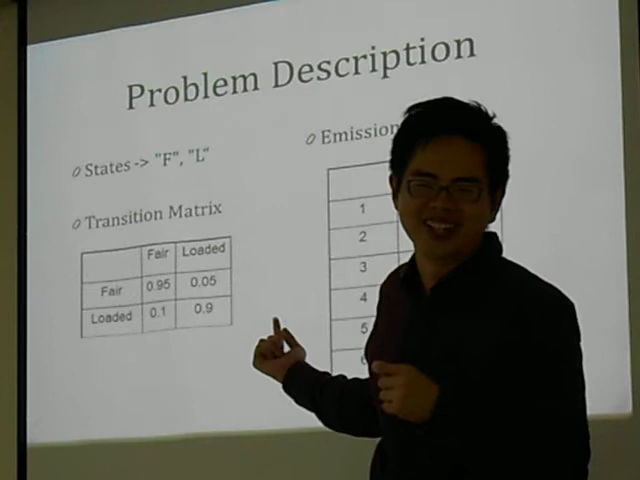 Problem Description
States -> "F", "L"
Transition Matrix
Fair Loaded
Fair 0.95 0.05
Loaded 0.1 0.9
Emission
1
2
3
4
5